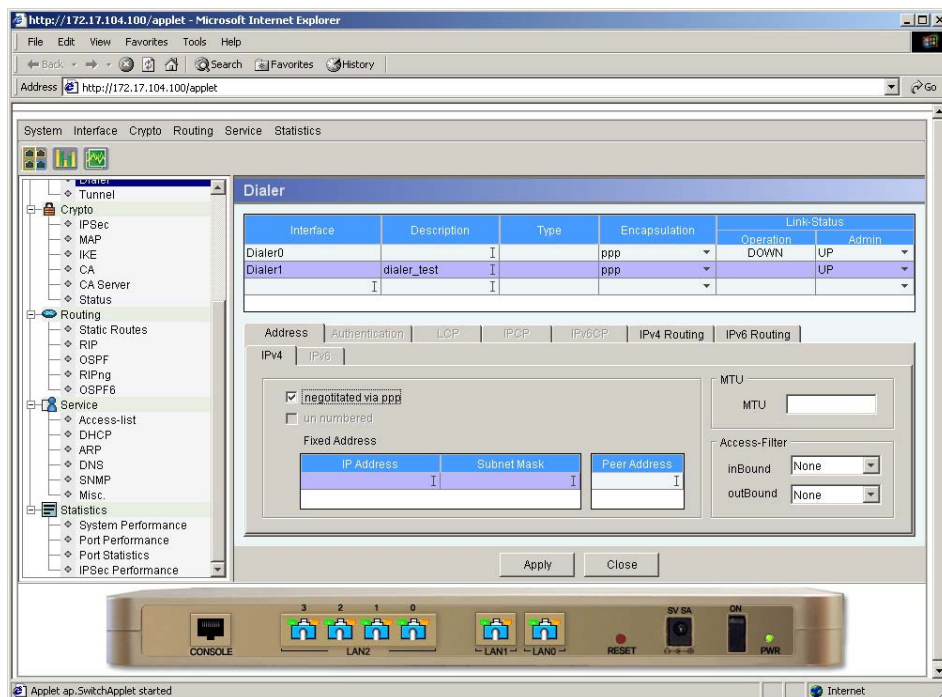 http://172.17.104.100/applet - Microsoft Internet Explorer
File Edit View Favorites Tools Help
Back Search Favorites History
Address http://172.17.104.100/applet Go
System Interface Crypto Routing Service Statistics
Dialer
Tunnel
Crypto
IPSec
MAP
IKE
CA
CA Server
Status
Routing
Static Routes
RIP
OSPF
RIPng
OSPF6
Service
Access-list
DHCP
ARP
DNS
SNMP
Misc.
Statistics
System Performance
Port Performance
Port Statistics
IPSec Performance
Dialer
Interface Description Type Encapsulation Link-Status
Operation Admin
Dialer0 ppp DOWN UP
Dialer1 dialer_test ppp UP
Address Authentication LCP IPCP IPv6CP IPv4 Routing IPv6 Routing
IPv4 IPv6
negotitated via ppp
un numbered
Fixed Address
IP Address Subnet Mask Peer Address
MTU
MTU
Access-Filter
inBound None
outBound None
Apply Close
3 2 1 0
CONSOLE LAN2 LAN1 LAN0 RESET 5V 5A ON PWR
Applet ap.SwitchApplet started Internet